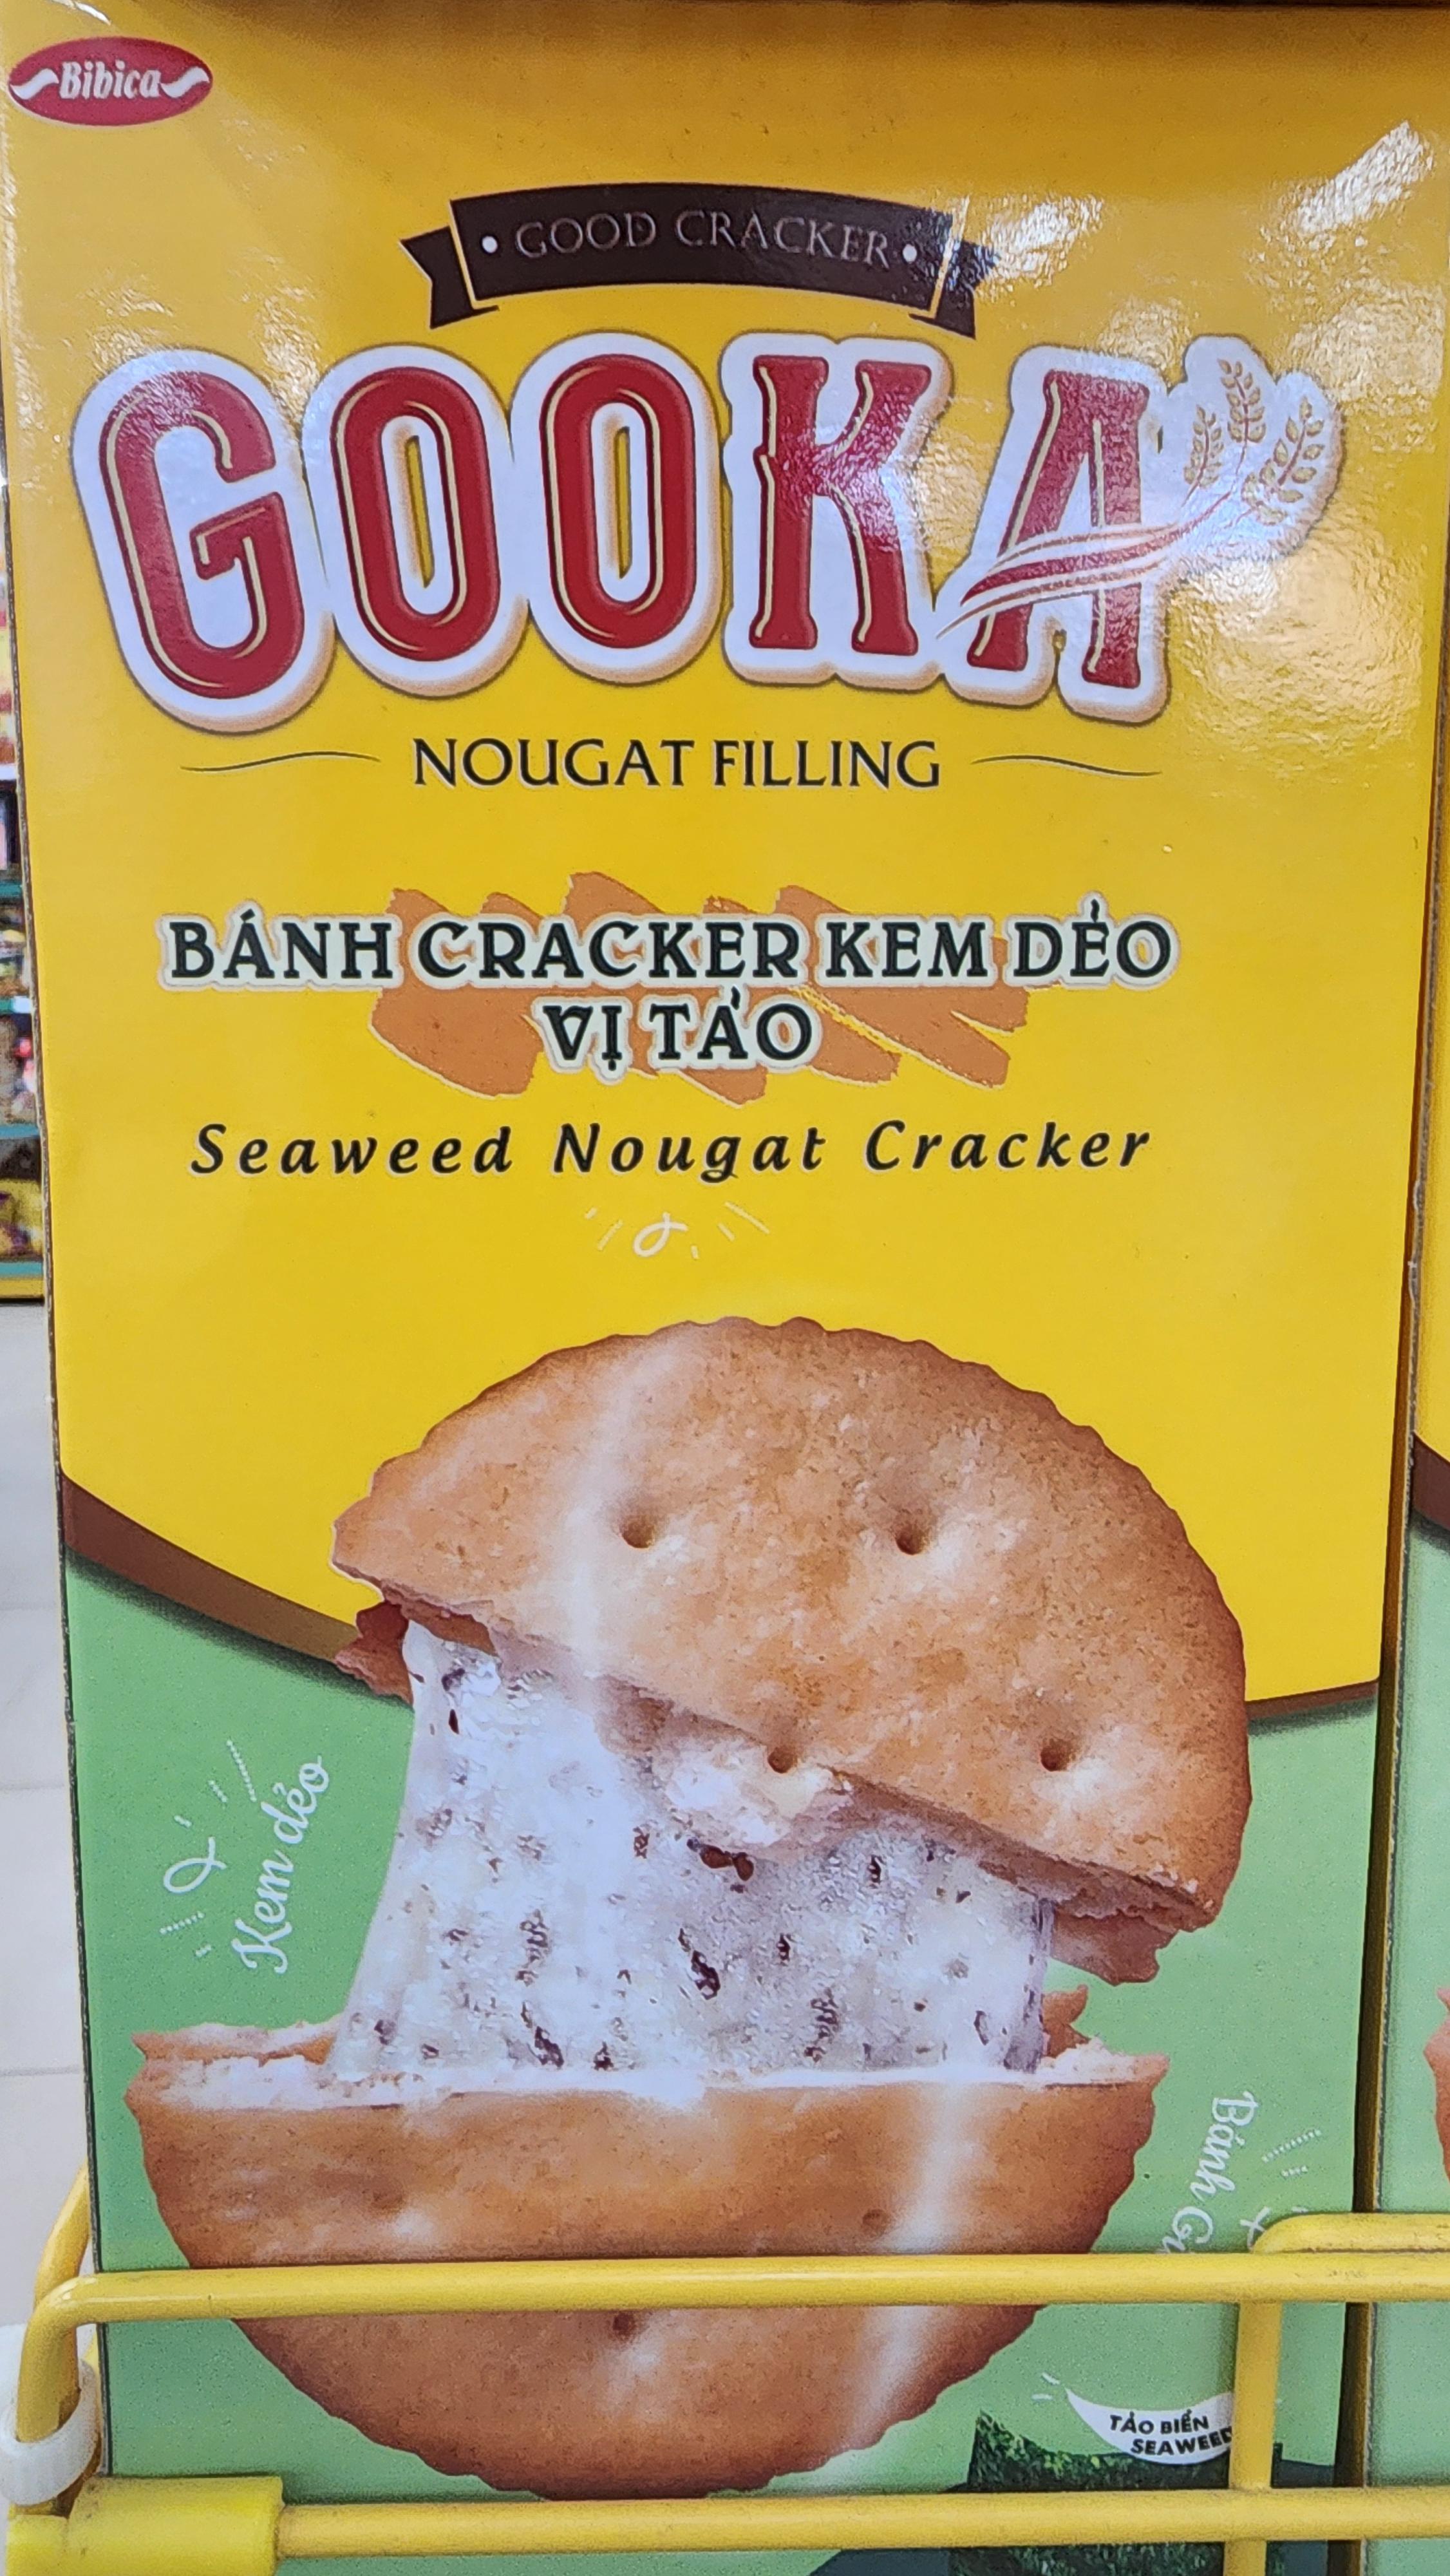 Bibica
• GOOD CRACKER •
GOOKA
NOUGAT FILLING
BÁNH CRACKER KEM DẺO
VỊ TẢO
Seaweed Nougat Cracker
Kem dẻo
Bánh
TẢO BIỂN
SEAWEED